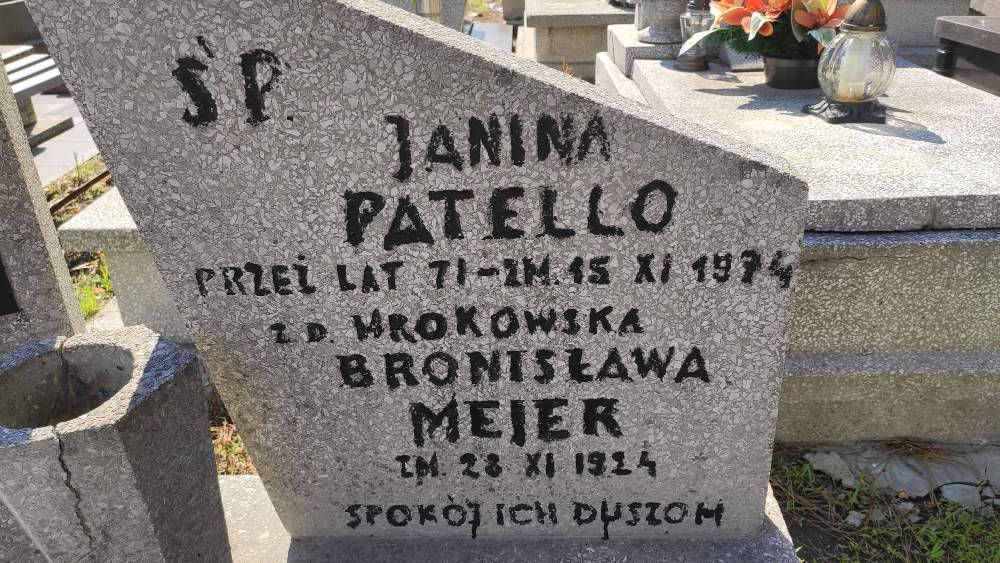 Ś.P.
JANINA
PATELLO
PRZEŻ. LAT 71 - ZM. 15 XI 1974
Z D. MROKOWSKA
BRONISŁAWA
MEJER
ZM. 28 XI 1924
SPOKÓJ ICH DUSZOM